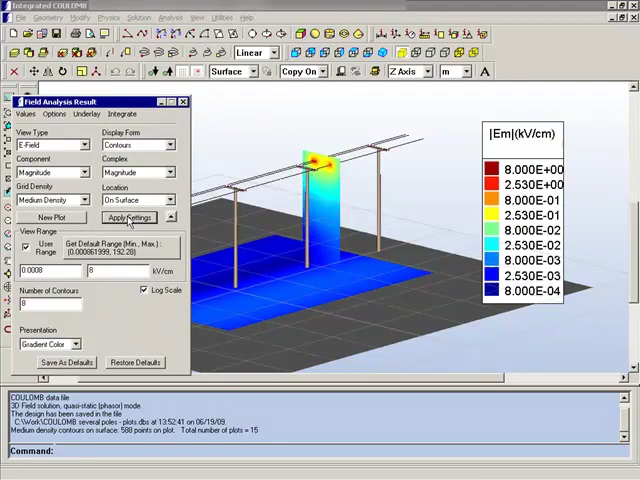 Integrated COULOMB
File Geometry Modify Physics Solution Analysis View Utilities Help
Linear
Surface Copy On Z Axis m
Field Analysis Result
Values Options Underlay Integrate
View Type Display Form
E-Field Contours
Component Complex
Magnitude Magnitude
Grid Density Location
Medium Density On Surface
New Plot Apply Settings
View Range
User Range
Get Default Range (Min., Max.) :
(0.000861999, 192.28)
0.0008 8 kV/cm
Number of Contours Log Scale
8
Presentation
Gradient Color
Save As Defaults Restore Defaults
|Em|(kV/cm)
8.000E+00
2.530E+00
8.000E-01
2.530E-01
8.000E-02
2.530E-02
8.000E-03
2.530E-03
8.000E-04
COULOMB data file
3D Field solution, quasi-static (phasor) mode.
The design has been saved in the file
C:\Work\COULOMB several poles - plots.dbs at 13:52:41 on 06/19/09.
Medium density contours on surface: 588 points on plot. Total number of plots = 15
Command: